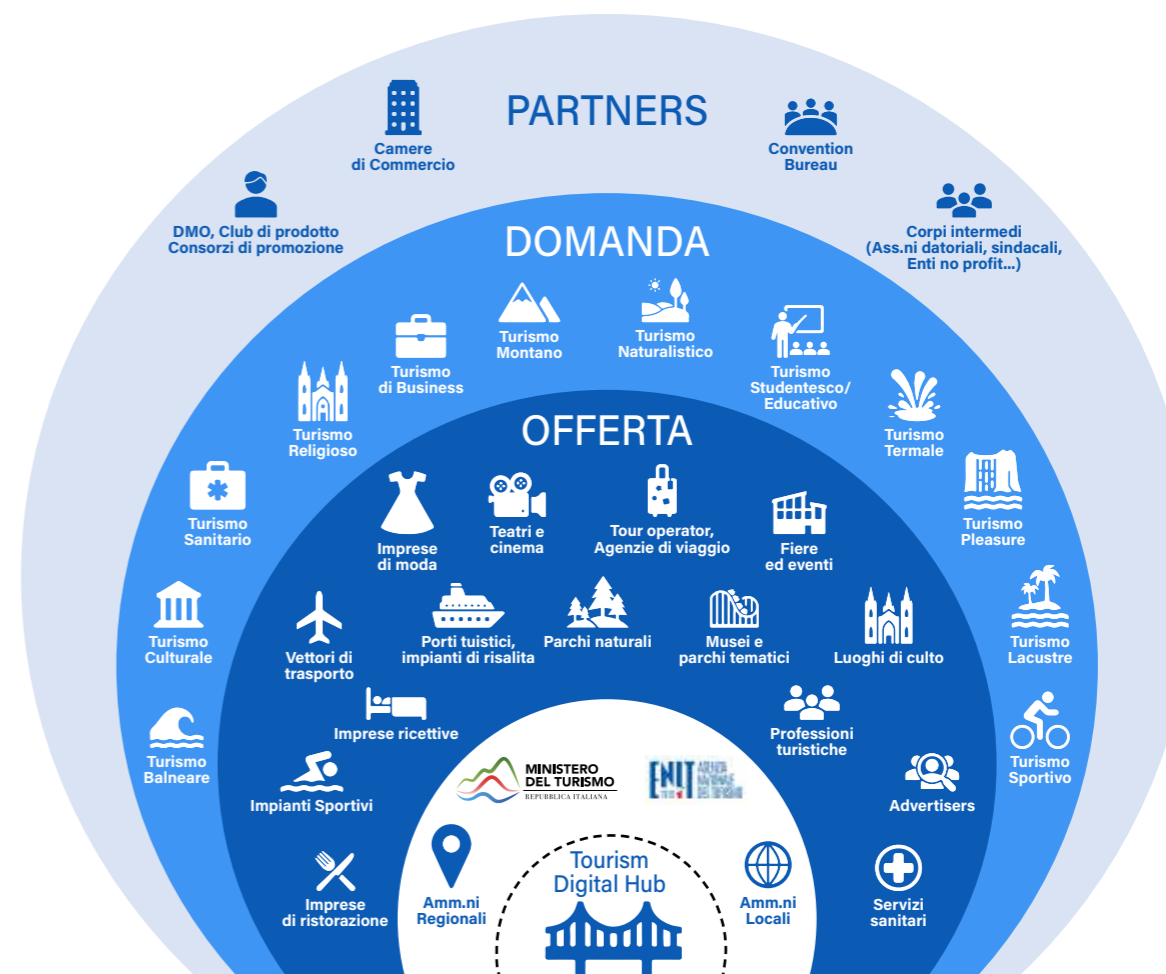 PARTNERS
Camere
di Commercio
Convention
Bureau
DMO, Club di prodotto
Consorzi di promozione
Corpi intermedi
(Ass.ni datoriali, sindacali,
Enti no profit...)
DOMANDA
Turismo
Montano
Turismo
Naturalistico
Turismo
di Business
Turismo
Studentesco/
Educativo
Turismo
Religioso
Turismo
Termale
Turismo
Sanitario
Turismo
Pleasure
Turismo
Culturale
Turismo
Lacustre
Turismo
Balneare
Turismo
Sportivo
OFFERTA
Imprese
di moda
Teatri e
cinema
Tour operator,
Agenzie di viaggio
Fiere
ed eventi
Vettori di
trasporto
Porti tuistici,
impianti di risalita
Parchi naturali
Musei e
parchi tematici
Luoghi di culto
Imprese ricettive
Professioni
turistiche
Impianti Sportivi
Advertisers
Imprese
di ristorazione
Servizi
sanitari
MINISTERO
DEL TURISMO
REPUBBLICA ITALIANA
ENIT
AGENZIA
NAZIONALE
DEL TURISMO
Amm.ni
Regionali
Tourism
Digital Hub
Amm.ni
Locali